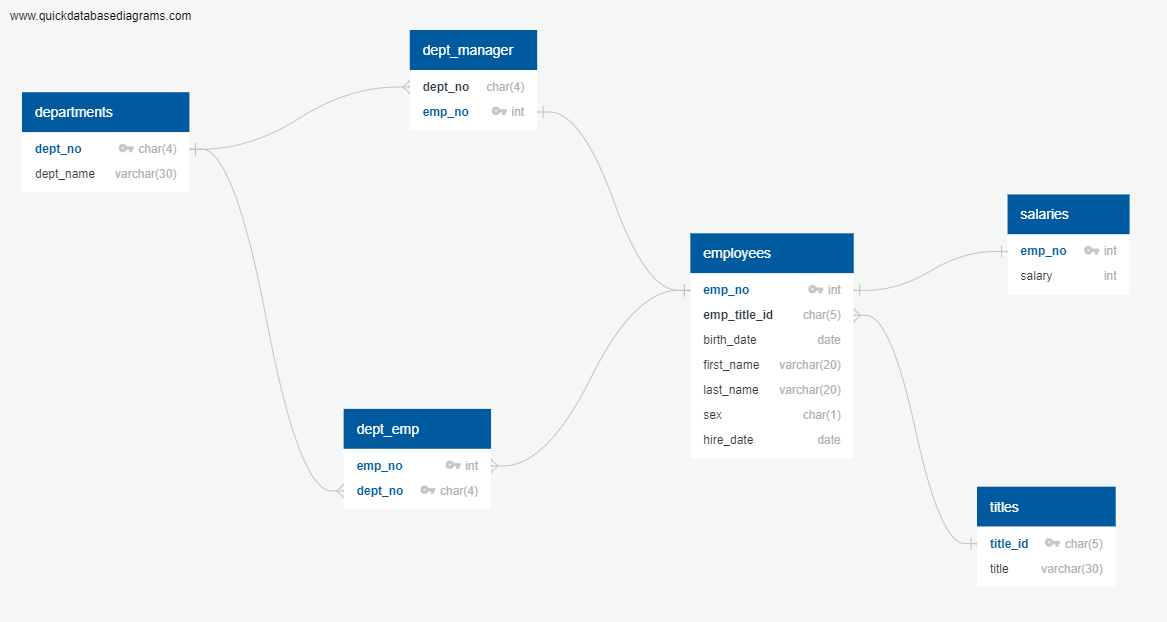 www.quickdatabasediagrams.com
dept_manager
dept_no char(4)
emp_no int
departments
dept_no char(4)
dept_name varchar(30)
employees
emp_no int
emp_title_id char(5)
birth_date date
first_name varchar(20)
last_name varchar(20)
sex char(1)
hire_date date
salaries
emp_no int
salary int
dept_emp
emp_no int
dept_no char(4)
titles
title_id char(5)
title varchar(30)